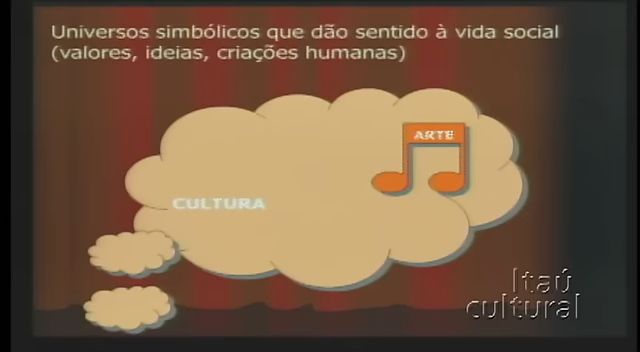 Universos simbólicos que dão sentido à vida social
(valores, ideias, criações humanas)
ARTE
CULTURA
Itaú
cultural